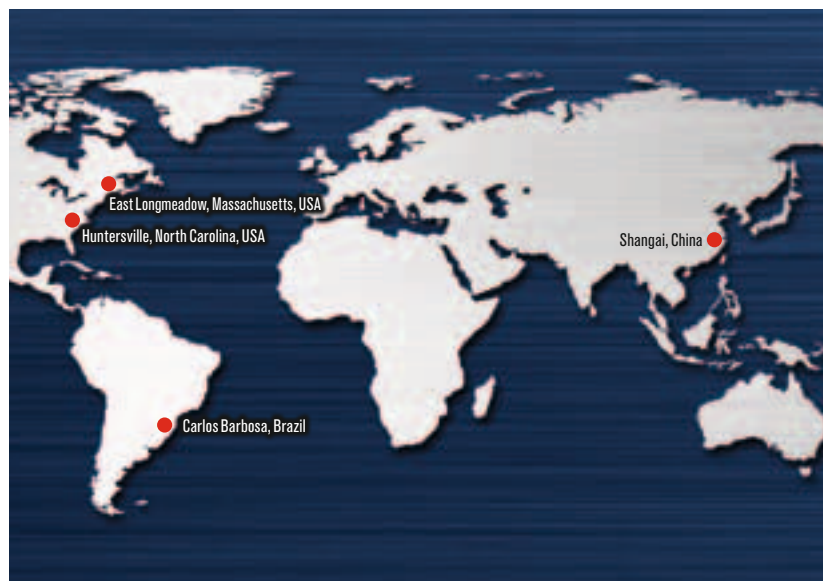 East Longmeadow, Massachusetts, USA
Huntersville, North Carolina, USA
Shangai, China
Carlos Barbosa, Brazil